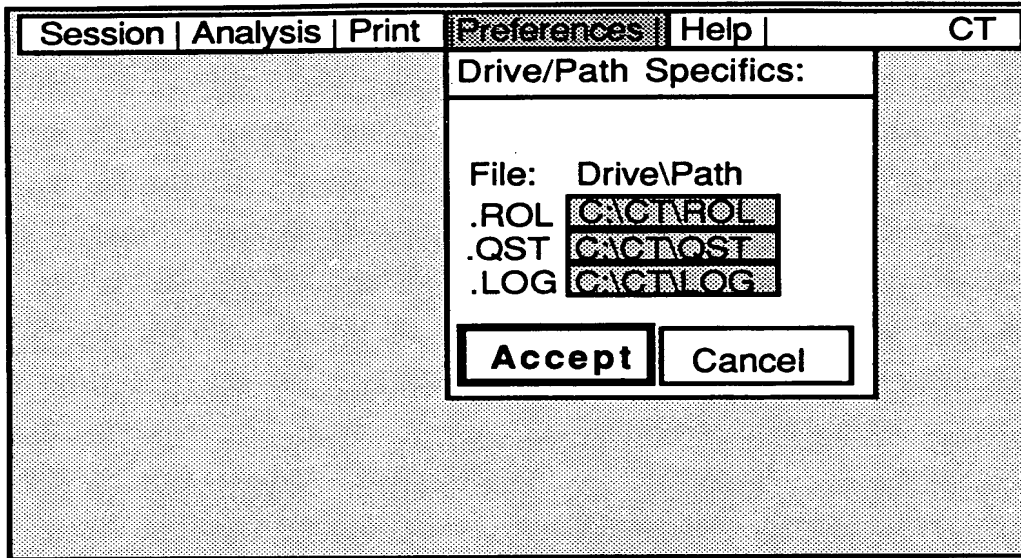 Session | Analysis | Print Preferences | Help | CT
Drive/Path Specifics:
File: Drive\Path
.ROL C:\CT\ROL
.QST C:\CT\QST
.LOG C:\CT\LOG
Accept Cancel